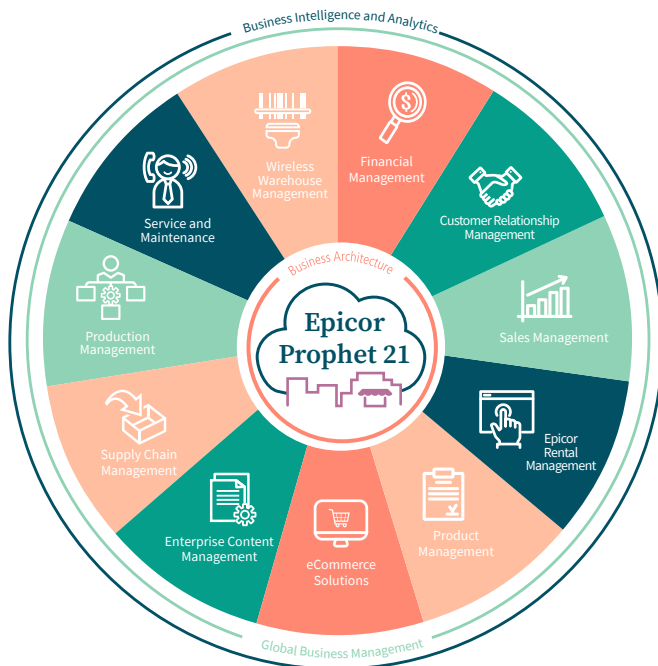 Business Intelligence and Analytics
Financial
Management
Customer Relationship
Management
Sales Management
Epicor
Rental
Management
Product
Management
eCommerce
Solutions
Enterprise Content
Management
Supply Chain
Management
Production
Management
Service and
Maintenance
Wireless
Warehouse
Management
Business Architecture
Epicor
Prophet 21
Global Business Management